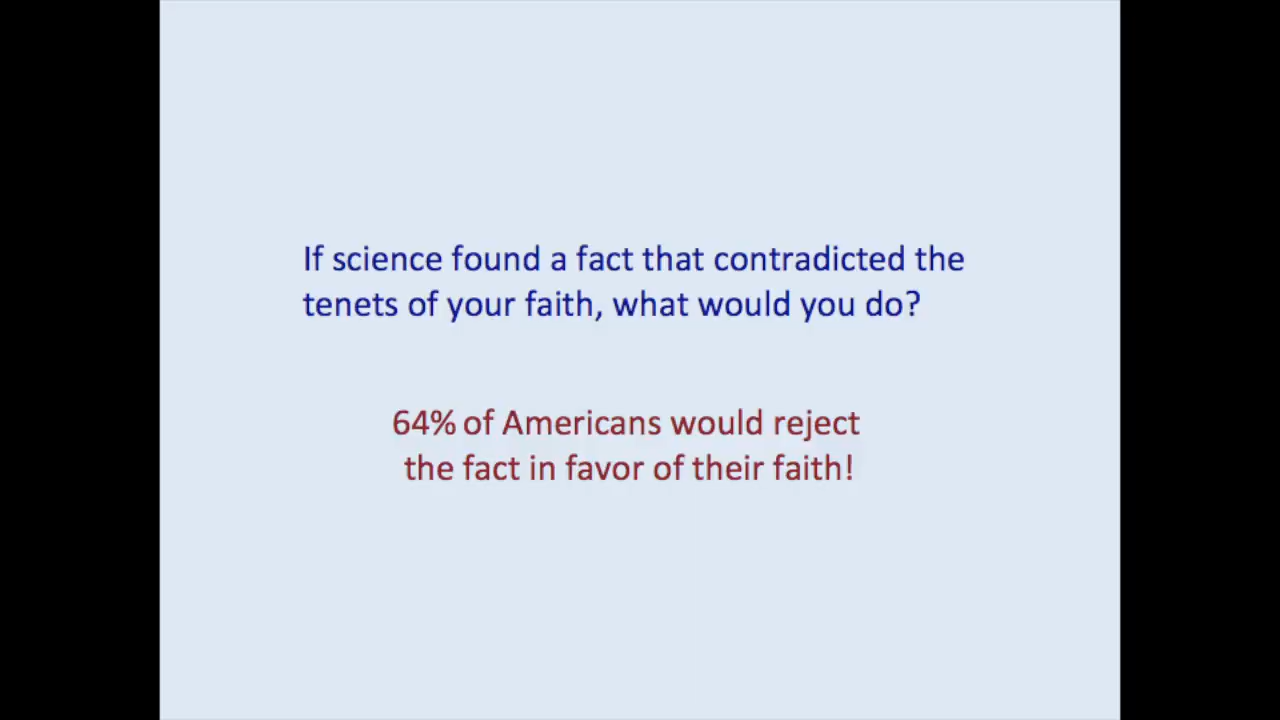 If science found a fact that contradicted the
tenets of your faith, what would you do?
64% of Americans would reject
the fact in favor of their faith!